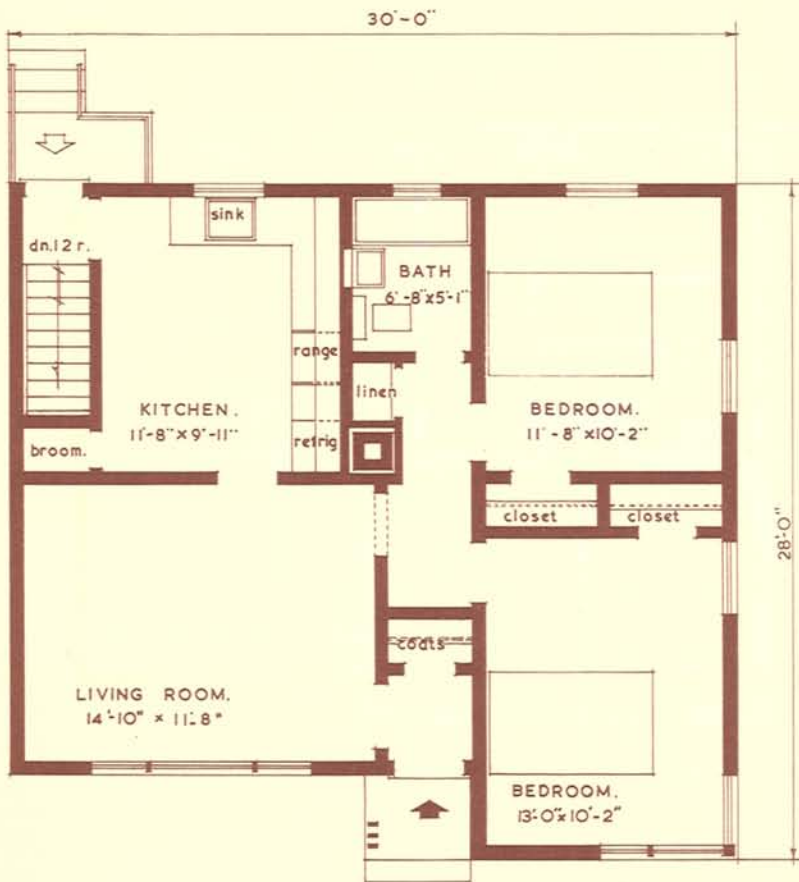 30'-0"
sink
dn.12 r.
BATH
6'-8"x5'-1"
range
linen
KITCHEN.
11'-8"x9'-11"
BEDROOM.
11'-8"x10'-2"
broom.
refrig
closet
closet
28'-0"
coats
LIVING ROOM.
14'-10" x 11'-8"
BEDROOM.
13'-0"x10'-2"